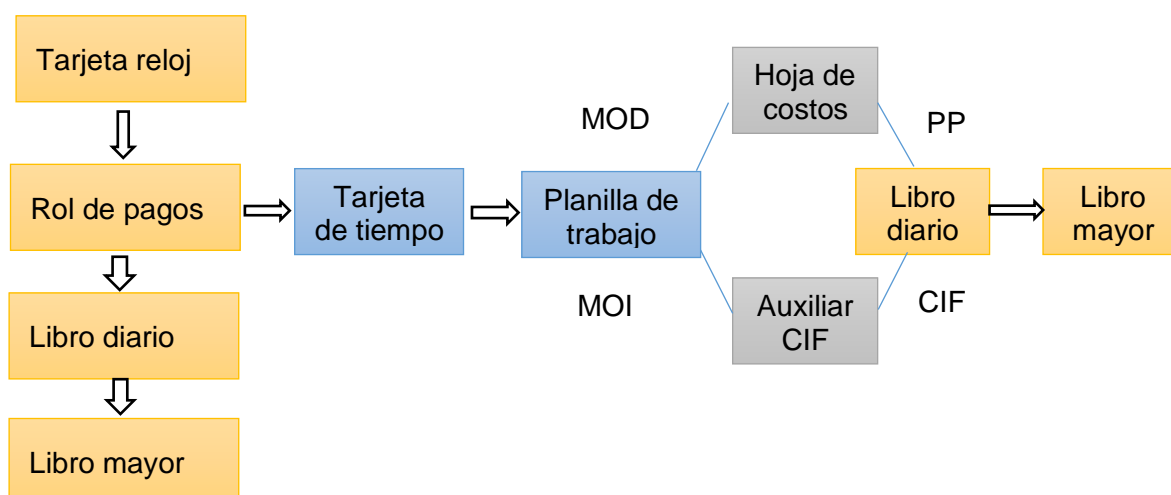 Tarjeta reloj
Rol de pagos
Libro diario
Libro mayor
Tarjeta
de tiempo
Planilla de
trabajo
MOD
MOI
Hoja de
costos
Auxiliar
CIF
PP
CIF
Libro
diario
Libro
mayor